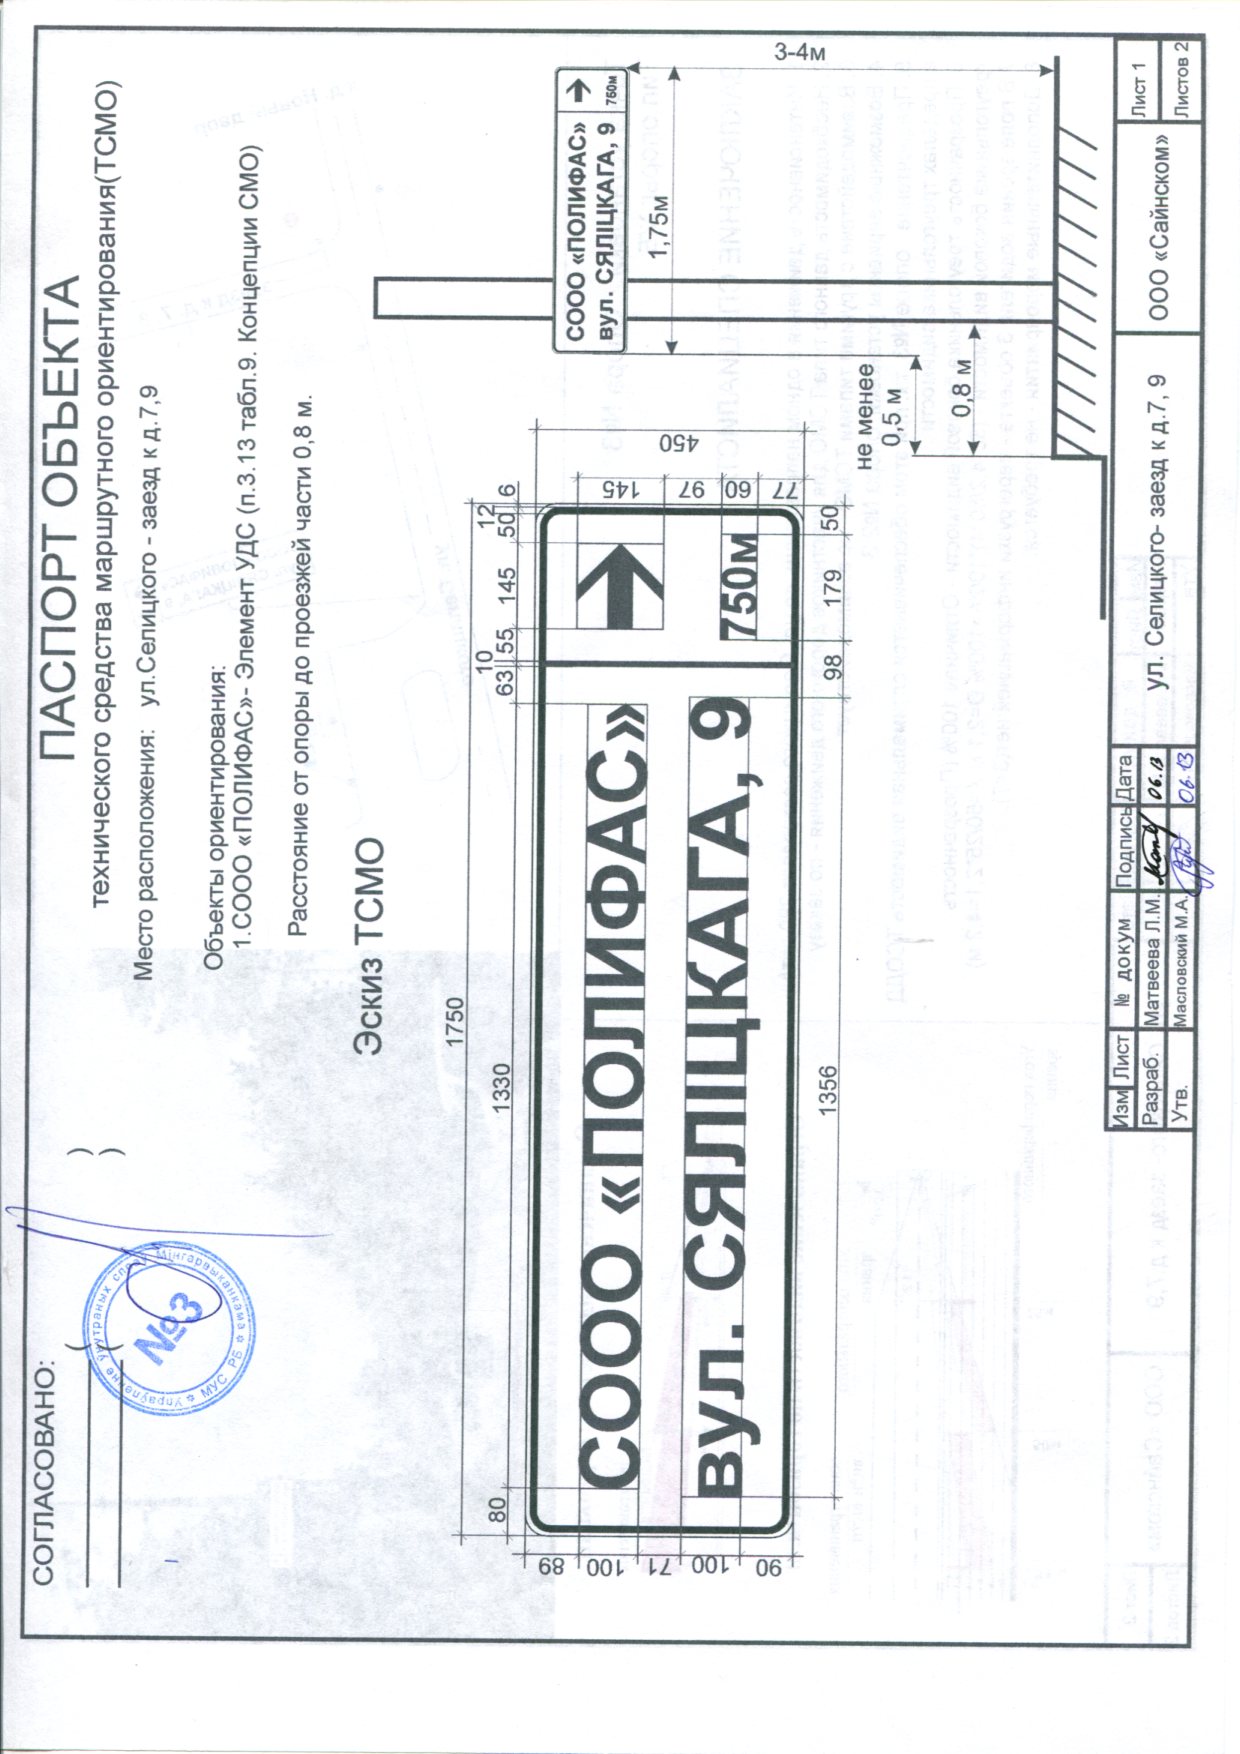 СОГЛАСОВАНО:
Упраўленне ўнутраных спраў Мінгарвыканкама
МУС РБ
№3
ПАСПОРТ ОБЪЕКТА
технического средства маршрутного ориентирования(ТСМО)
Место расположения: ул.Селицкого - заезд к д.7,9
Объекты ориентирования:
1.СООО «ПОЛИФАС»- Элемент УДС (п.3.13 табл.9. Концепции СМО)
Расстояние от опоры до проезжей части 0,8 м.
Эскиз ТСМО
1750
80
1330
63
10
55
145
50
12
6
СООО «ПОЛИФАС»
вул. СЯЛІЦКАГА, 9
750м
89
100
71
100
90
145
97
60
77
450
1356
98
179
50
СООО «ПОЛИФАС»
вул. СЯЛІЦКАГА, 9
750м
1,75м
3-4м
не менее
0,5 м
0,8 м
Изм Лист № докум Подпись Дата
Разраб. Матвеева Л.М. 06.13
Утв. Масловский М.А. 06.13
ул. Селицкого- заезд к д.7, 9
ООО «Сайнском»
Лист 1
Листов 2